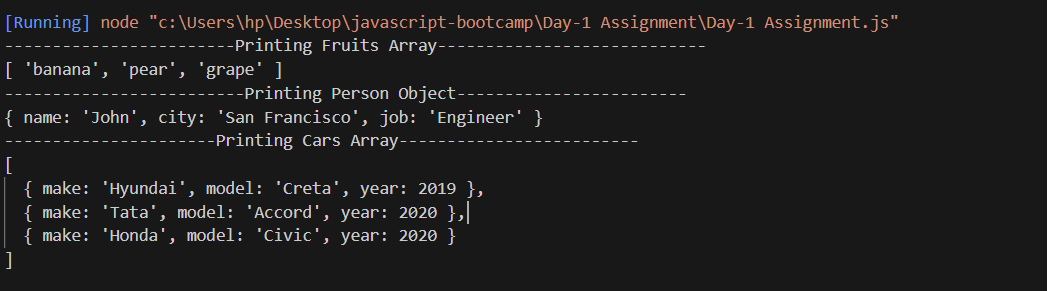 [Running] node "c:\Users\hp\Desktop\javascript-bootcamp\Day-1 Assignment\Day-1 Assignment.js"
------------------------Printing Fruits Array----------------------------
[ 'banana', 'pear', 'grape' ]
-------------------------Printing Person Object------------------------
{ name: 'John', city: 'San Francisco', job: 'Engineer' }
----------------------Printing Cars Array-------------------------
[
  { make: 'Hyundai', model: 'Creta', year: 2019 },
  { make: 'Tata', model: 'Accord', year: 2020 },
  { make: 'Honda', model: 'Civic', year: 2020 }
]